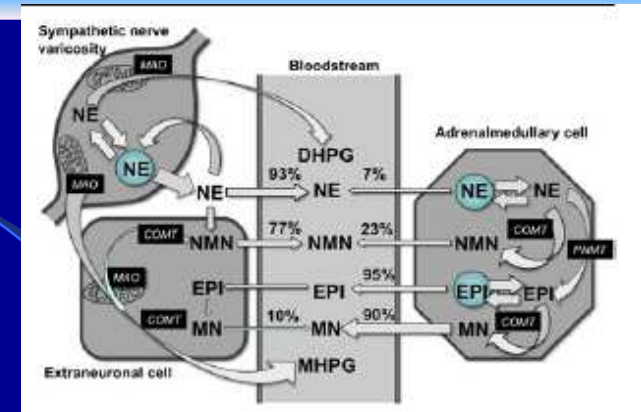 Sympathetic nerve
varicosity
MAO
Bloodstream
NE
DHPG
Adrenalmedullary cell
NE
MAO
NE
93%
NE
7%
NE
NE
COMT
NMN
77%
NMN
23%
NMN
COMT
PNMT
MAO
EPI
EPI
95%
EPI
EPI
COMT
MN
10%
MN
90%
MN
COMT
MHPG
Extraneuronal cell